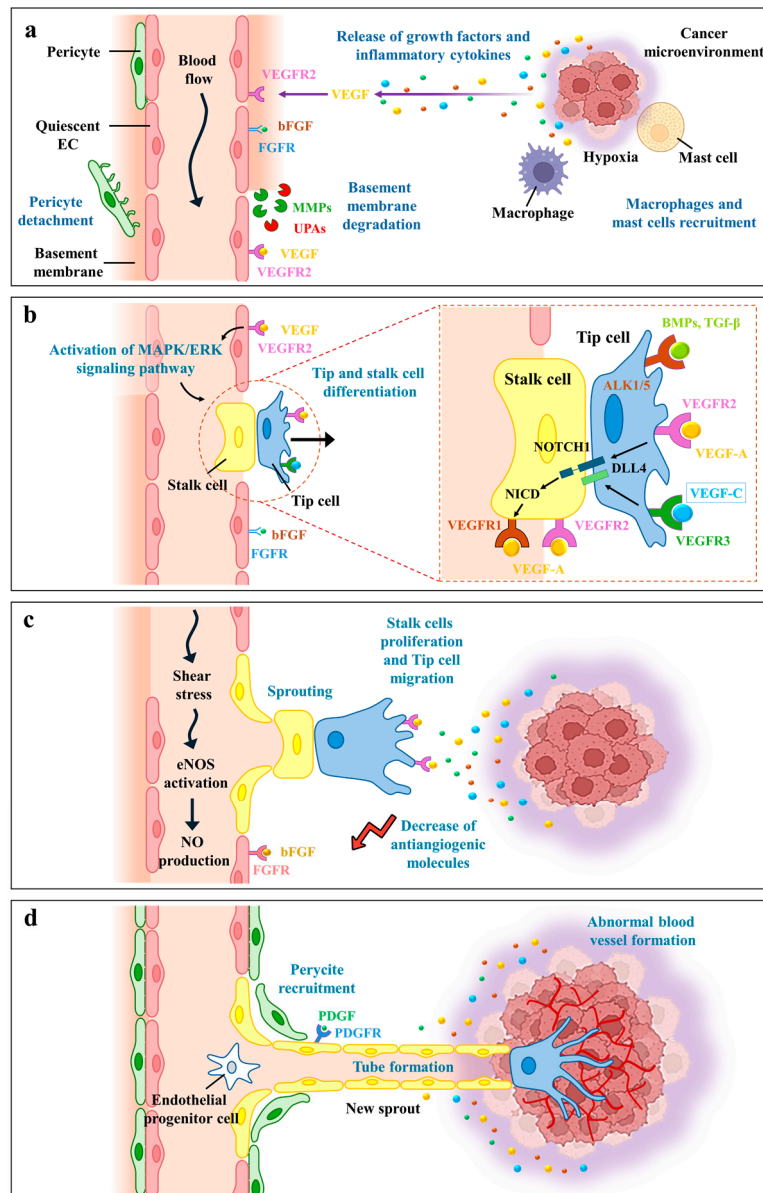 a
Pericyte
Blood
flow
Quiescent
EC
Pericyte
detachment
Basement
membrane
VEGFR2
VEGF
bFGF
FGFR
MMPs
UPAs
VEGF
VEGFR2
Release of growth factors and
inflammatory cytokines
Basement
membrane
degradation
Cancer
microenvironment
Hypoxia
Mast cell
Macrophage
Macrophages and
mast cells recruitment
b
VEGF
VEGFR2
Activation of MAPK/ERK
signaling pathway
Tip and stalk cell
differentiation
Stalk cell
Tip cell
bFGF
FGFR
Stalk cell
Tip cell
BMPs, TGf-β
ALK1/5
VEGFR2
NOTCH1
VEGF-A
DLL4
NICD
VEGF-C
VEGFR1
VEGFR2
VEGFR3
VEGF-A
c
Shear
stress
eNOS
activation
NO
production
Sprouting
Stalk cells
proliferation
and Tip cell
migration
bFGF
FGFR
Decrease of
antiangiogenic
molecules
d
Perycite
recruitment
PDGF
PDGFR
Abnormal blood
vessel formation
Tube formation
Endothelial
progenitor cell
New sprout